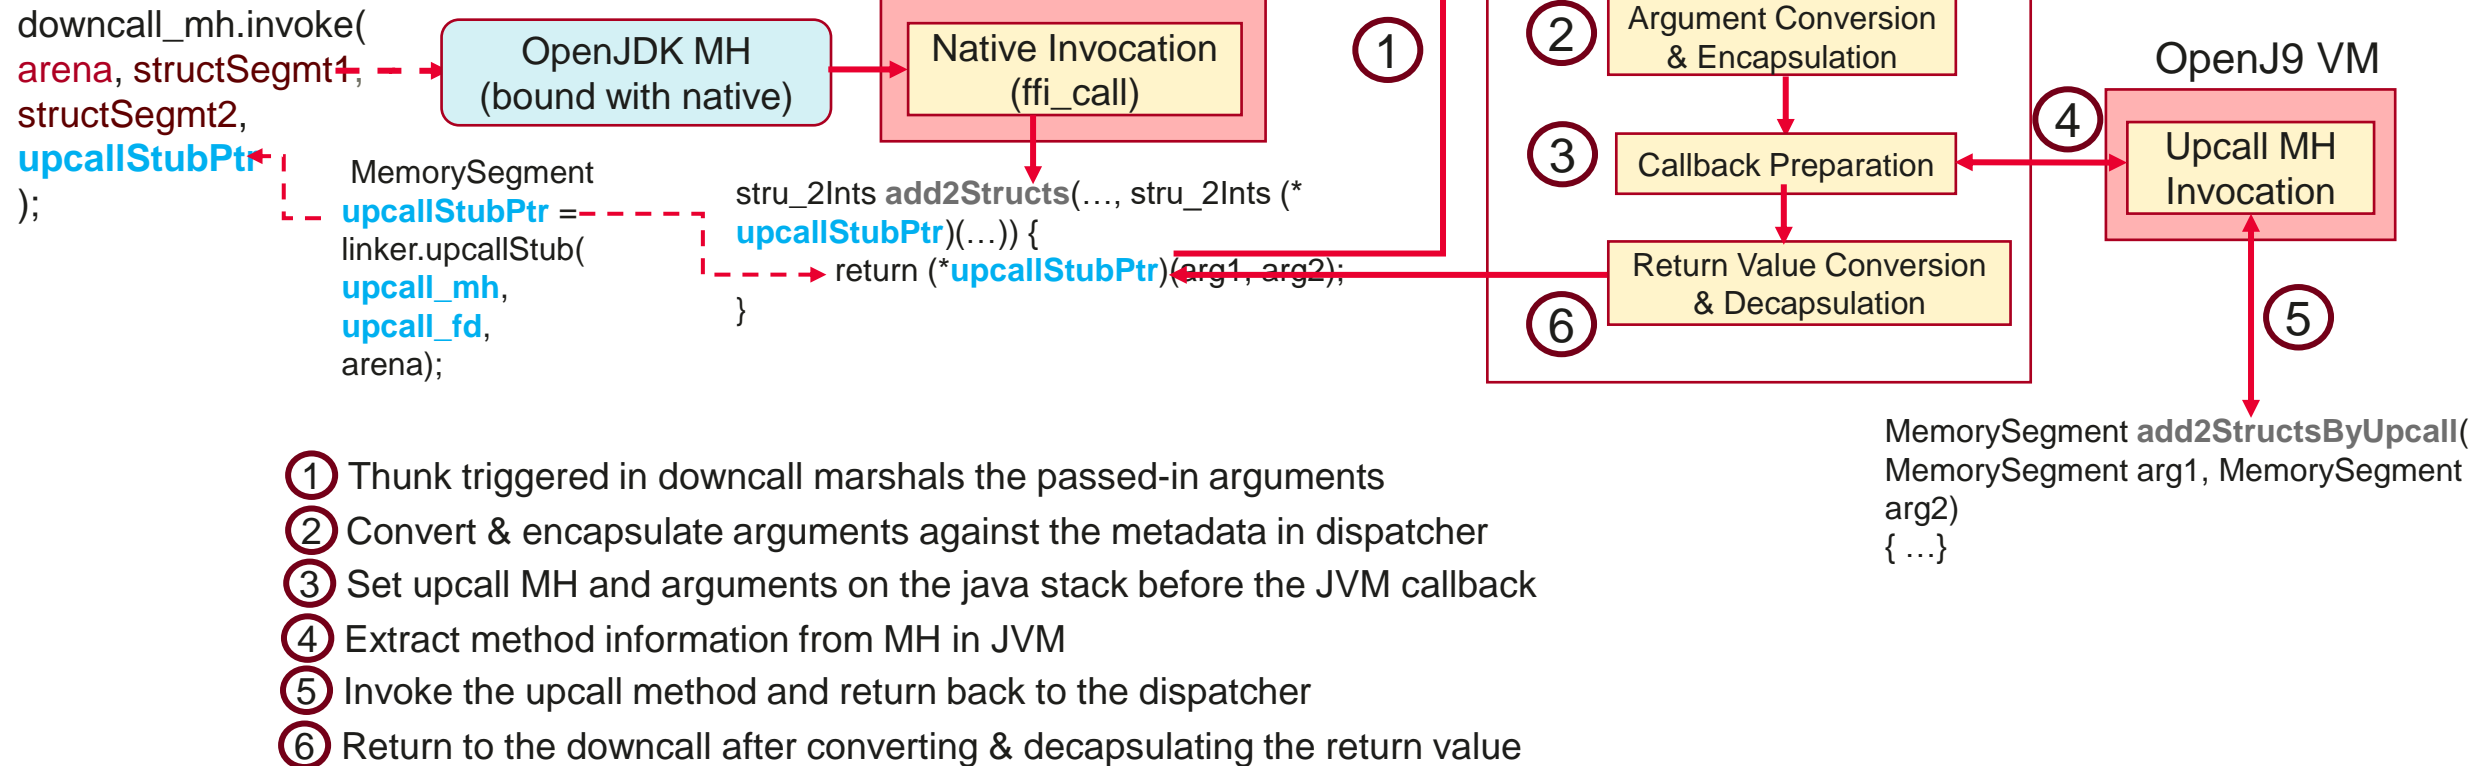 downcall_mh.invoke(
arena, structSegmt1,
structSegmt2,
upcallStubPtr
);
OpenJDK MH
(bound with native)
Native Invocation
(ffi_call)
MemorySegment
upcallStubPtr =
linker.upcallStub(
upcall_mh,
upcall_fd,
arena);
stru_2Ints add2Structs(…, stru_2Ints (*
upcallStubPtr)(…)) {
return (*upcallStubPtr)(arg1, arg2);
}
1
2
Argument Conversion
& Encapsulation
3
Callback Preparation
Return Value Conversion
& Decapsulation
6
4
OpenJ9 VM
Upcall MH
Invocation
5
MemorySegment add2StructsByUpcall(
MemorySegment arg1, MemorySegment
arg2)
{ …}
1 Thunk triggered in downcall marshals the passed-in arguments
2 Convert & encapsulate arguments against the metadata in dispatcher
3 Set upcall MH and arguments on the java stack before the JVM callback
4 Extract method information from MH in JVM
5 Invoke the upcall method and return back to the dispatcher
6 Return to the downcall after converting & decapsulating the return value